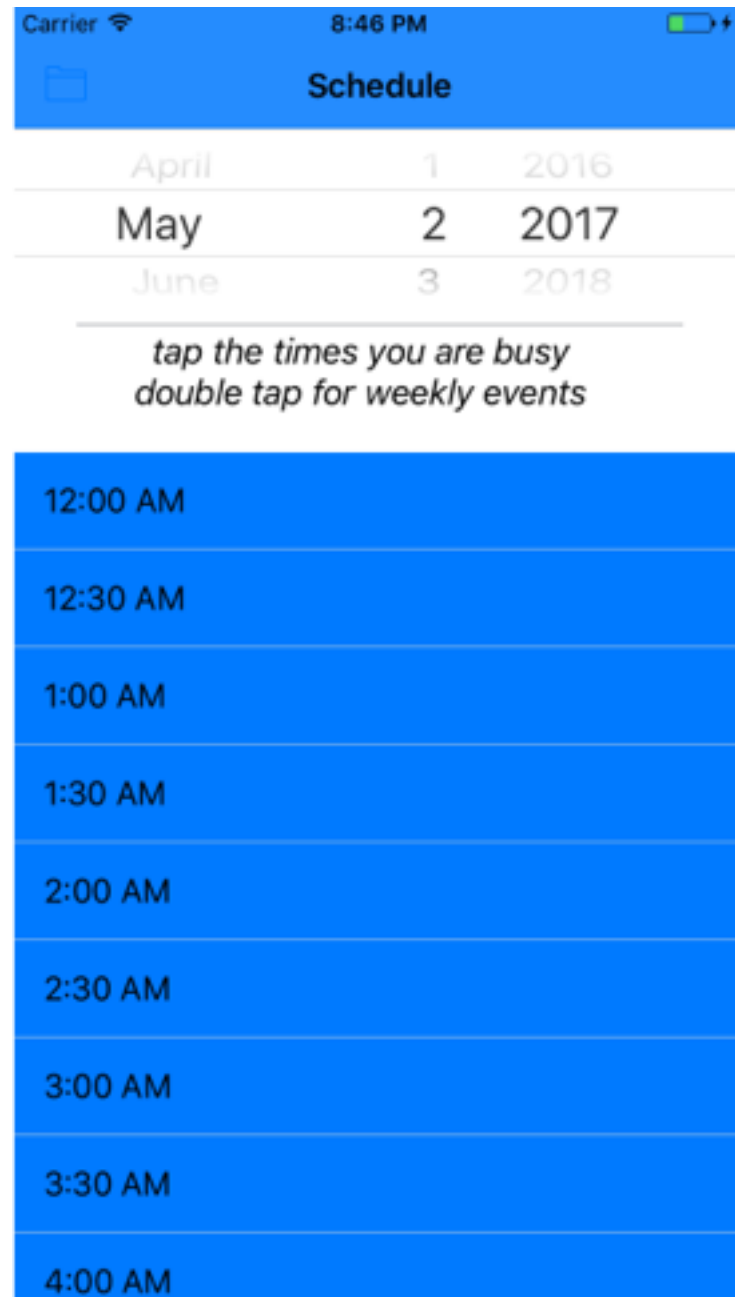 Carrier 8:46 PM
Schedule
April 1 2016
May 2 2017
June 3 2018
tap the times you are busy
double tap for weekly events
12:00 AM
12:30 AM
1:00 AM
1:30 AM
2:00 AM
2:30 AM
3:00 AM
3:30 AM
4:00 AM